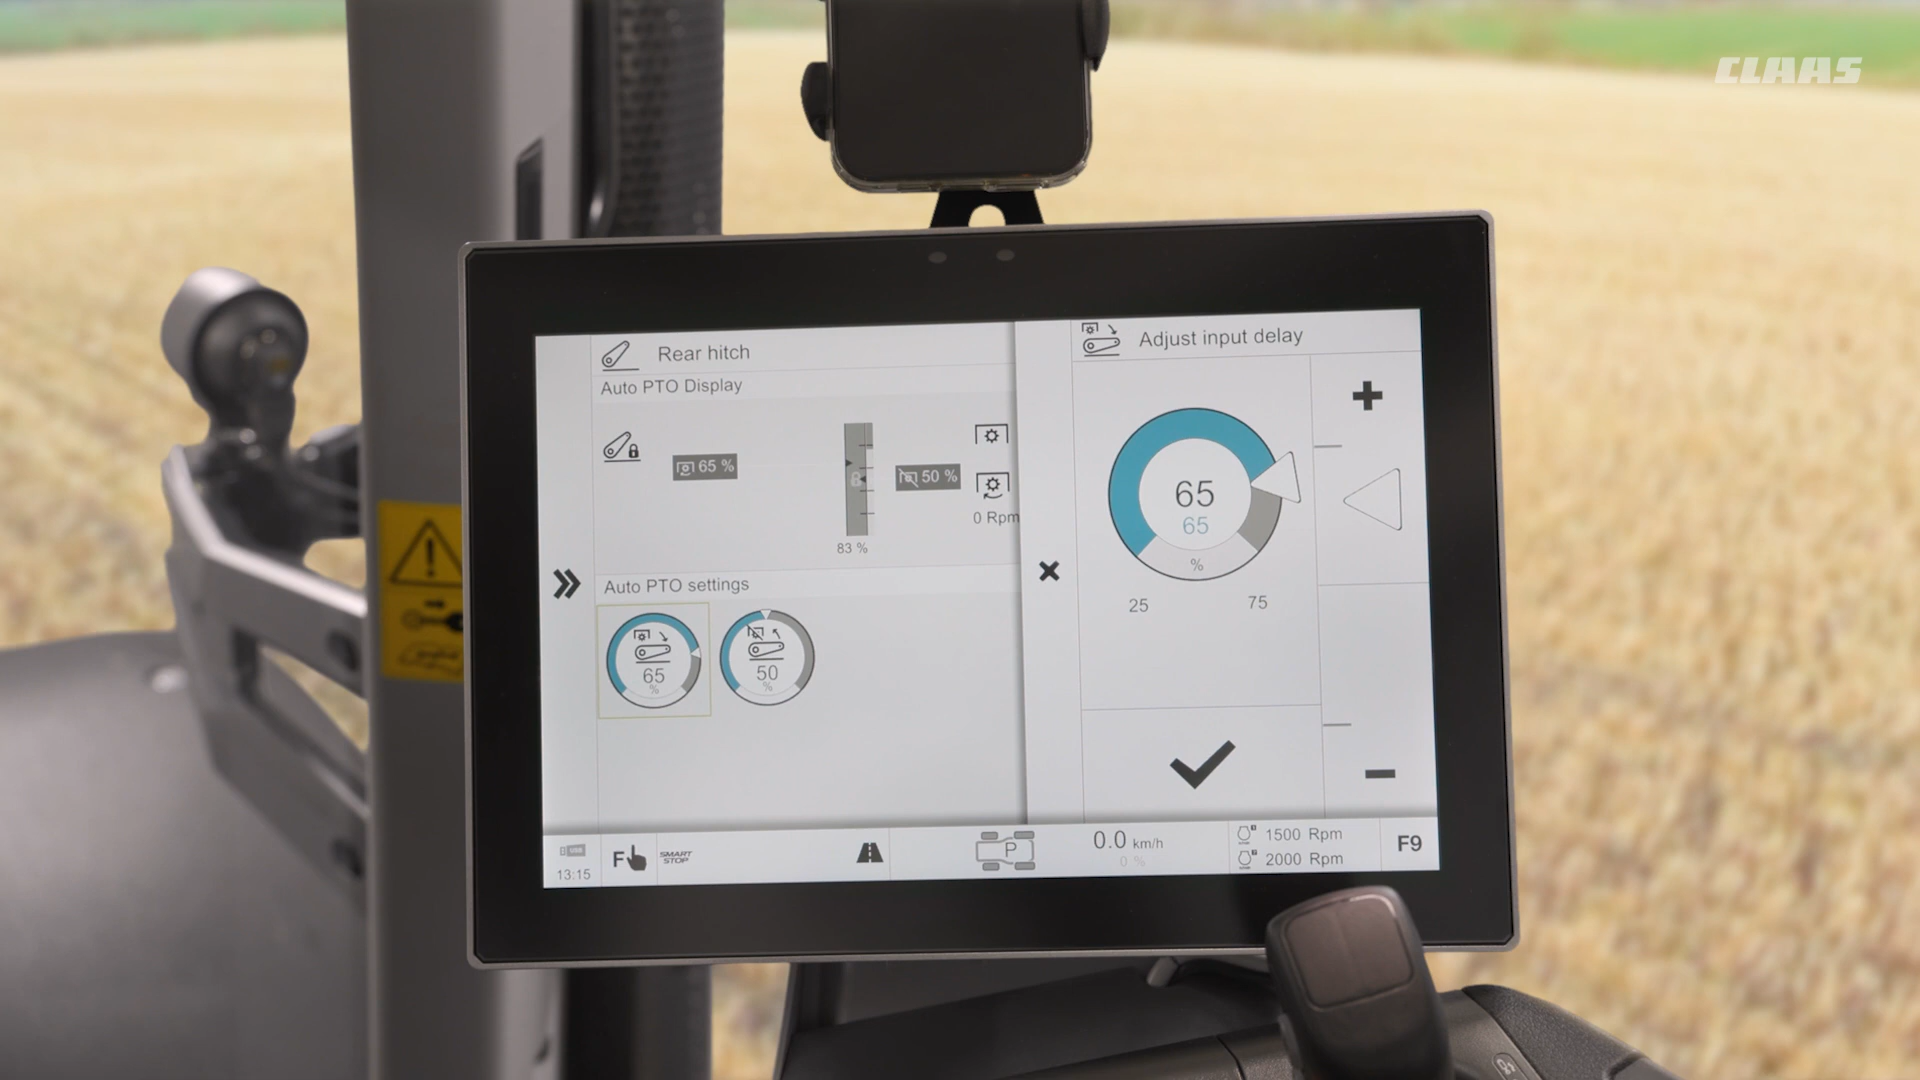 CLAAS
Rear hitch
Auto PTO Display
65 %
50 %
0 Rpm
83 %
Auto PTO settings
65
%
50
%
Adjust input delay
65
65
%
25
75
13:15
F
SMART
STOP
P
0.0 km/h
0 %
1500 Rpm
2000 Rpm
F9